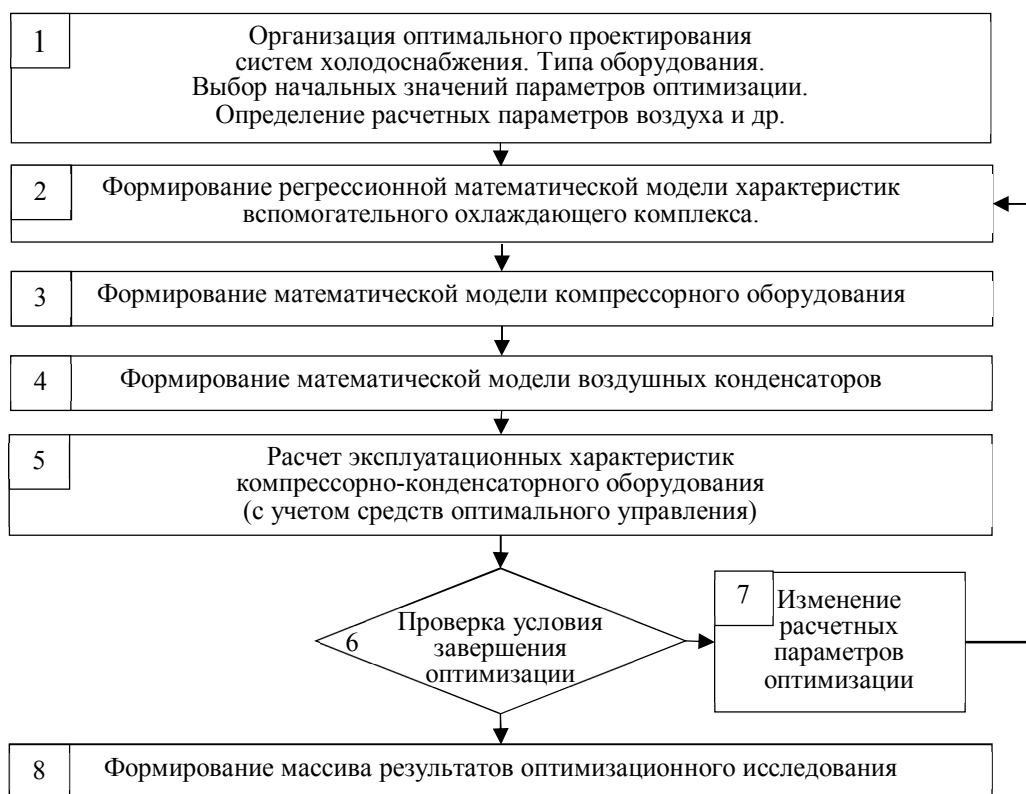 1
Организация оптимального проектирования
систем холодоснабжения. Типа оборудования.
Выбор начальных значений параметров оптимизации.
Определение расчетных параметров воздуха и др.
2
Формирование регрессионной математической модели характеристик
вспомогательного охлаждающего комплекса.
3
Формирование математической модели компрессорного оборудования
4
Формирование математической модели воздушных конденсаторов
5
Расчет эксплуатационных характеристик
компрессорно-конденсаторного оборудования
(с учетом средств оптимального управления)
6
Проверка условия
завершения
оптимизации
7
Изменение
расчетных
параметров
оптимизации
8
Формирование массива результатов оптимизационного исследования